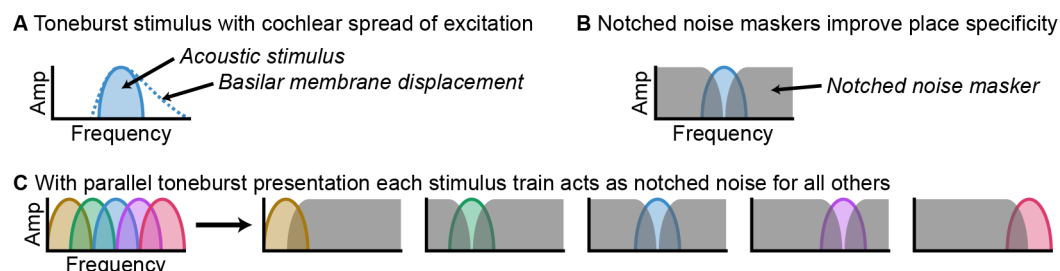 A Toneburst stimulus with cochlear spread of excitation
Acoustic stimulus
Basilar membrane displacement
Amp
Frequency
B Notched noise maskers improve place specificity
Notched noise masker
Amp
Frequency
C With parallel toneburst presentation each stimulus train acts as notched noise for all others
Amp
Frequency